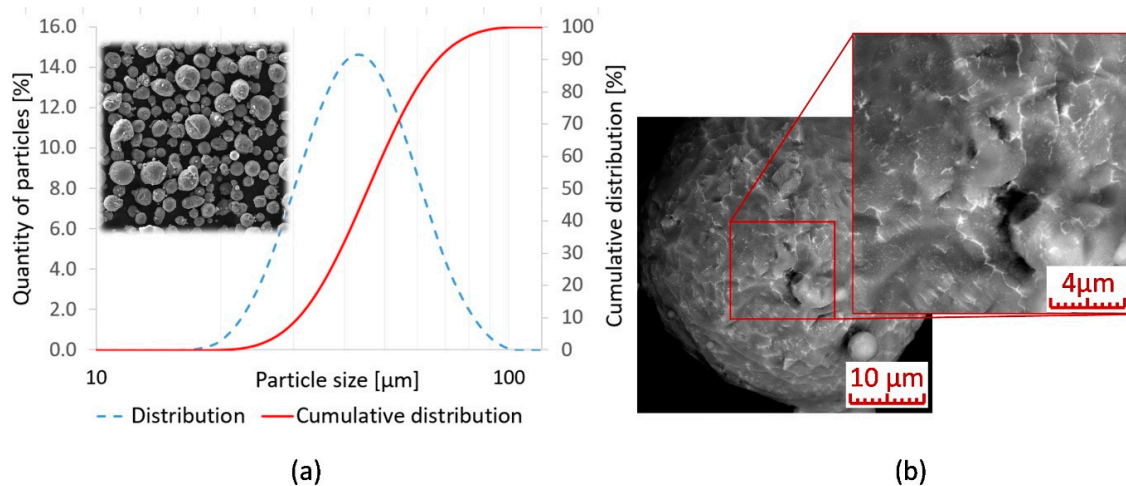 Quantity of particles [%]
16.0
14.0
12.0
10.0
8.0
6.0
4.0
2.0
0.0
100
90
80
70
60
50
40
30
20
10
0
Cumulative distribution [%]
10 Particle size [µm] 100
Distribution Cumulative distribution
(a)
4µm
10 µm
(b)